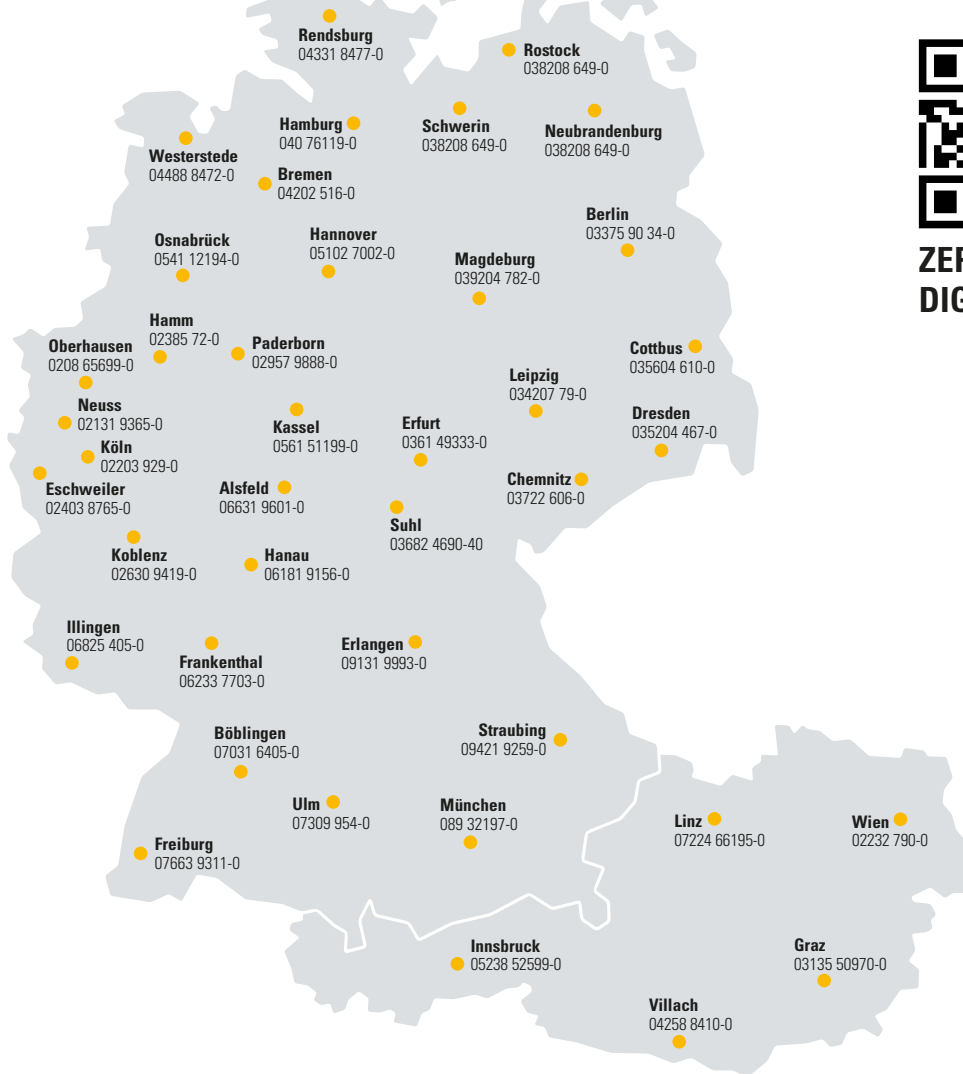 Rendsburg
04331 8477-0
Rostock
038208 649-0
Hamburg
040 76119-0
Schwerin
038208 649-0
Neubrandenburg
038208 649-0
Westerstede
04488 8472-0
Bremen
04202 516-0
Berlin
03375 90 34-0
Osnabrück
0541 12194-0
Hannover
05102 7002-0
Magdeburg
039204 782-0
ZER
DIG
Hamm
02385 72-0
Oberhausen
0208 65699-0
Paderborn
02957 9888-0
Cottbus
035604 610-0
Leipzig
034207 79-0
Neuss
02131 9365-0
Kassel
0561 51199-0
Erfurt
0361 49333-0
Dresden
035204 467-0
Köln
02203 929-0
Eschweiler
02403 8765-0
Alsfeld
06631 9601-0
Chemnitz
03722 606-0
Suhl
03682 4690-40
Koblenz
02630 9419-0
Hanau
06181 9156-0
Illingen
06825 405-0
Frankenthal
06233 7703-0
Erlangen
09131 9993-0
Böblingen
07031 6405-0
Straubing
09421 9259-0
Ulm
07309 954-0
München
089 32197-0
Linz
07224 66195-0
Wien
02232 790-0
Freiburg
07663 9311-0
Innsbruck
05238 52599-0
Graz
03135 50970-0
Villach
04258 8410-0